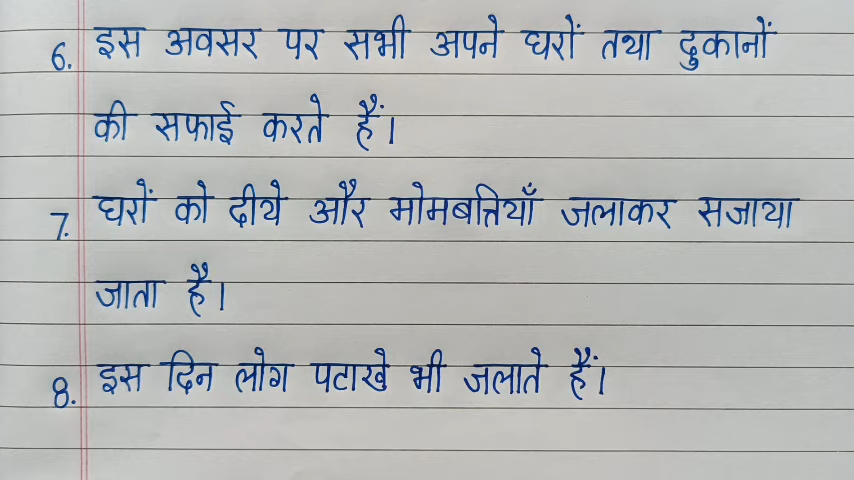 6. इस अवसर पर सभी अपने घरों तथा दुकानों
की सफाई करते हैं।
7. घरों को दीये और मोमबत्तियाँ जलाकर सजाया
जाता है।
8. इस दिन लोग पटाखे भी जलाते हैं।